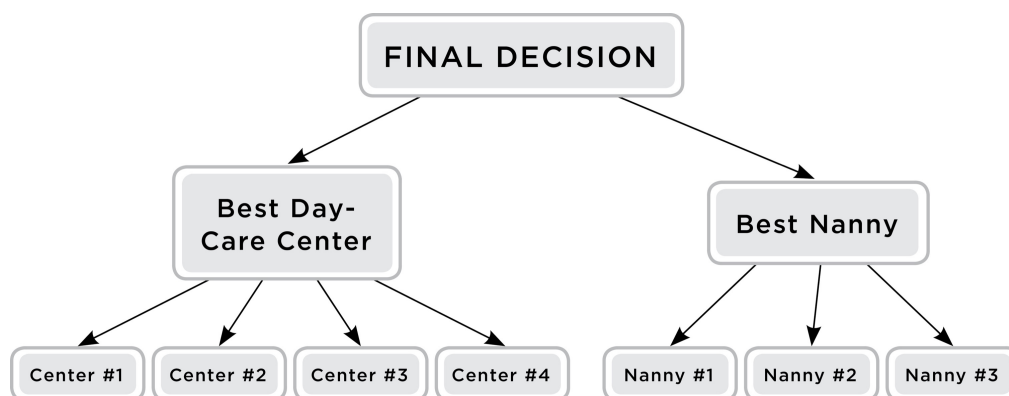 FINAL DECISION
Best Day-
Care Center
Best Nanny
Center #1
Center #2
Center #3
Center #4
Nanny #1
Nanny #2
Nanny #3